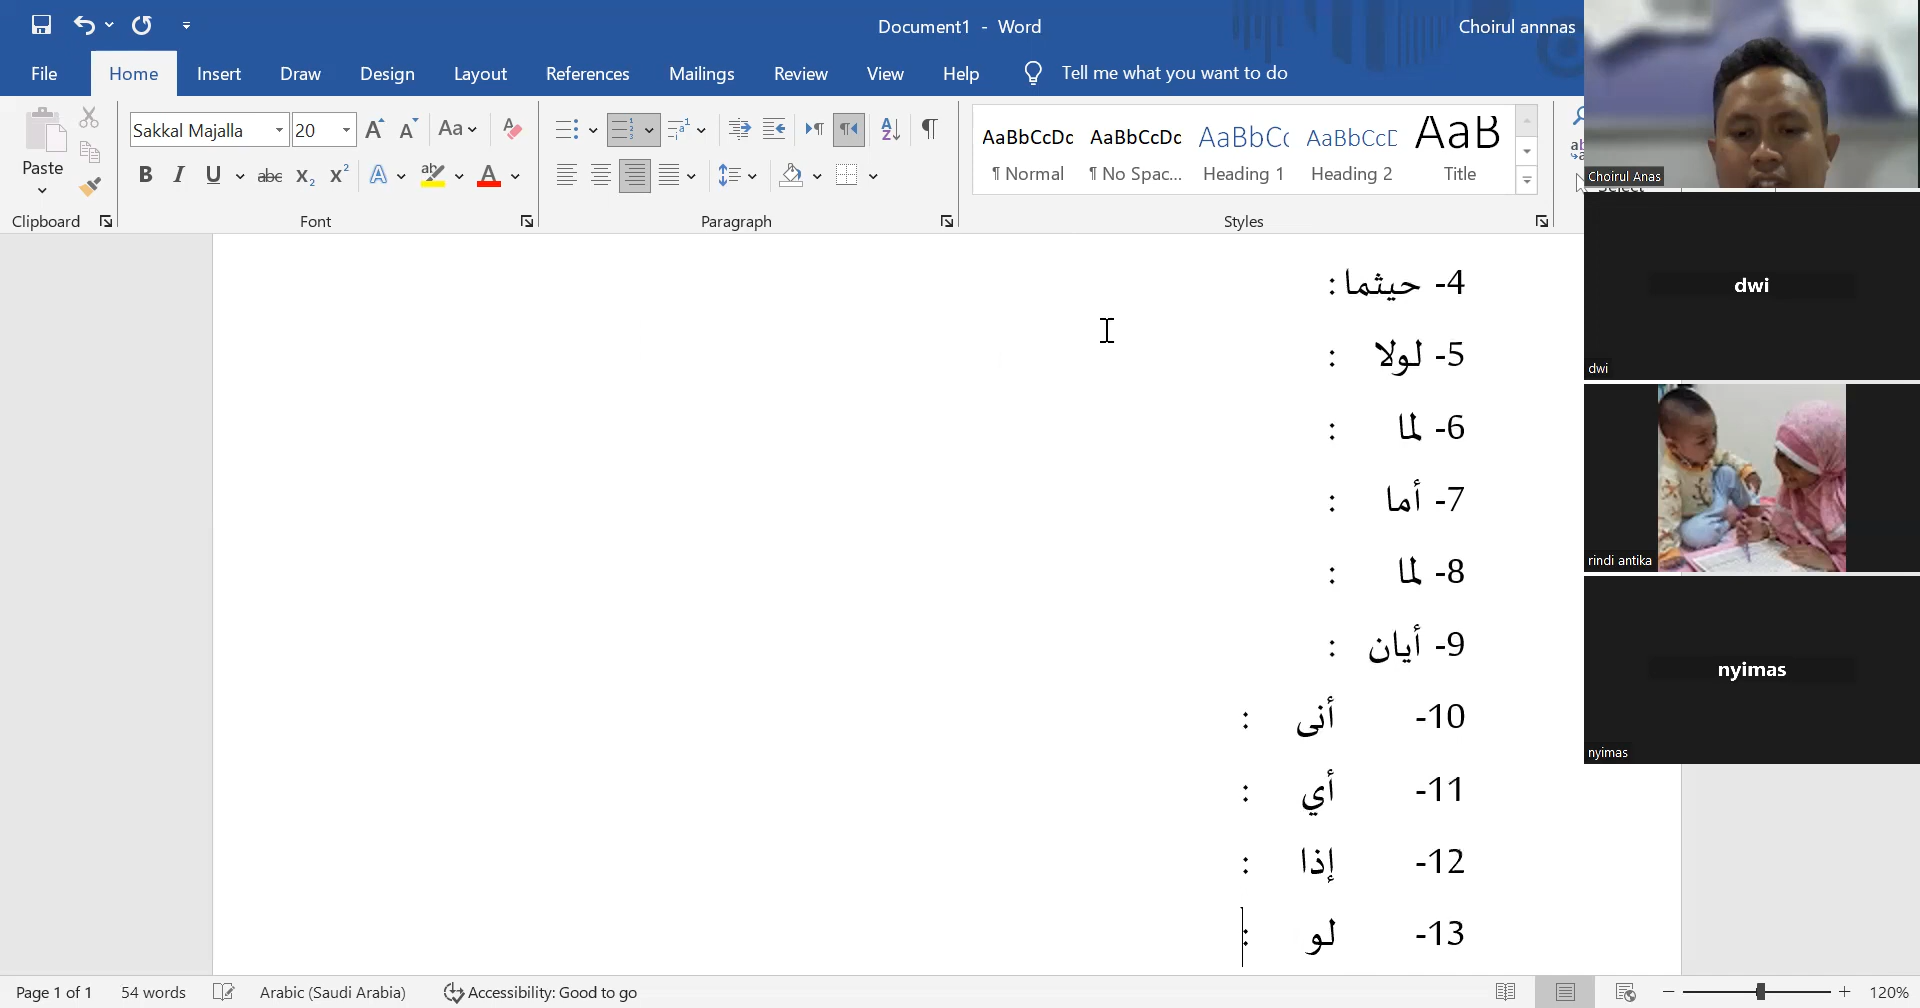 Document1 - Word
Choirul annnas
File Home Insert Draw Design Layout References Mailings Review View Help Tell me what you want to do
Sakkal Majalla 20
Paste
Clipboard Font Paragraph Styles
AaBbCcDc AaBbCcDc AaBbCc AaBbCcD AaB
¶ Normal ¶ No Spac... Heading 1 Heading 2 Title
Choirul Anas
4- حيثما :
5- لولا :
6- لما :
7- أما :
8- لما :
9- أيان :
10- أنى :
11- أي :
12- إذا :
13- لو :
dwi
dwi
rindi antika
nyimas
nyimas
Page 1 of 1 54 words Arabic (Saudi Arabia) Accessibility: Good to go 120%